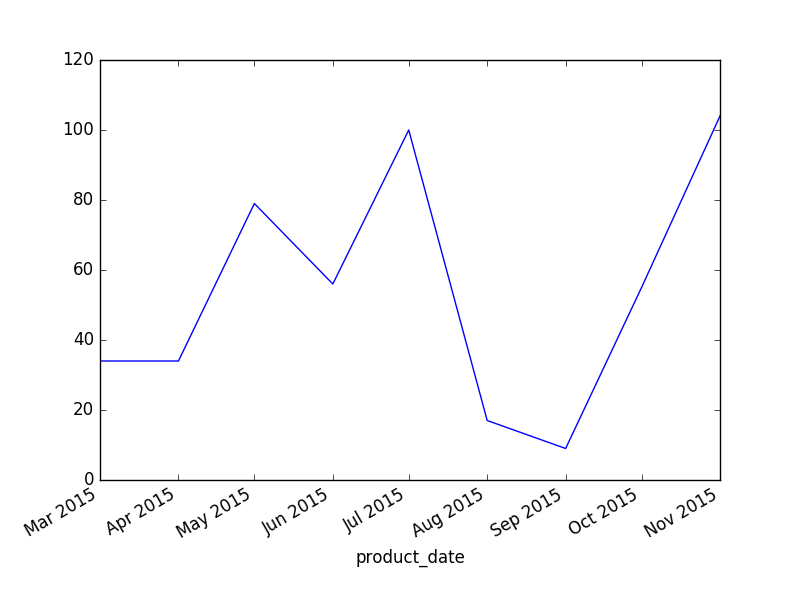 120
100
80
60
40
20
0
Mar 2015
Apr 2015
May 2015
Jun 2015
Jul 2015
Aug 2015
Sep 2015
Oct 2015
Nov 2015
product_date